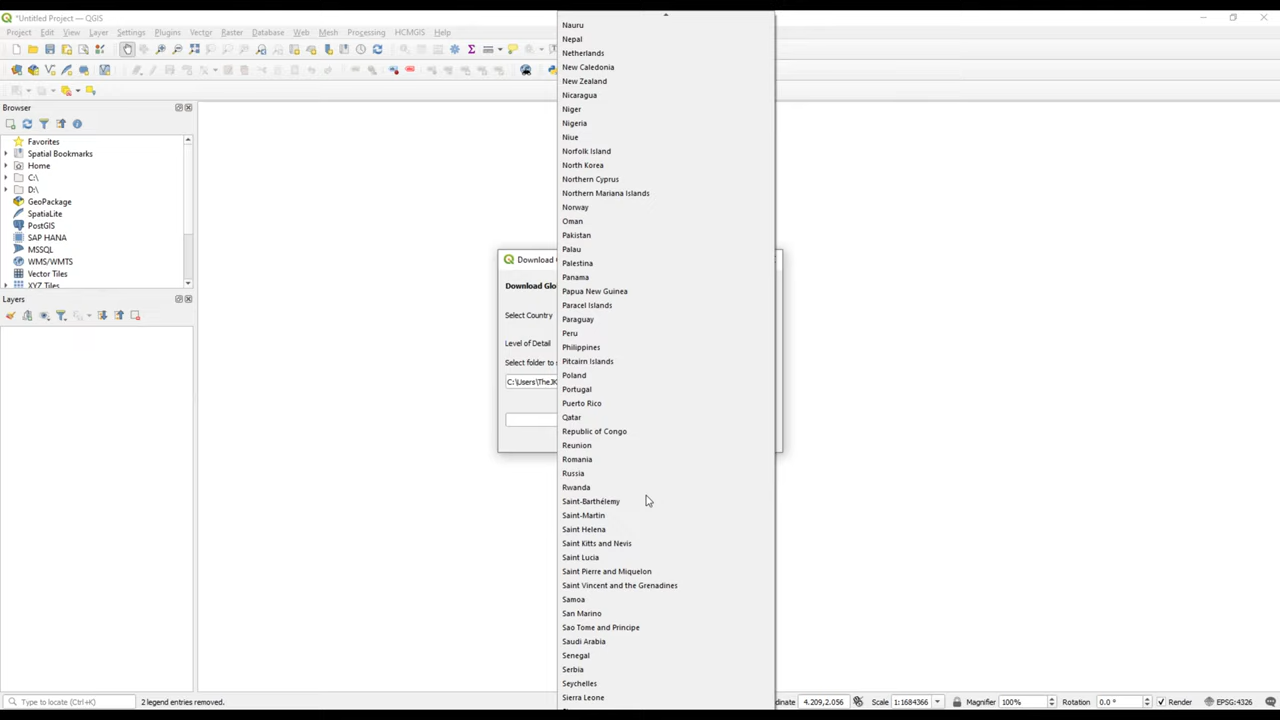 *Untitled Project — QGIS
Project Edit View Layer Settings Plugins Vector Raster Database Web Mesh Processing HCMGIS Help
Browser
Favorites
Spatial Bookmarks
Home
C:\
D:\
GeoPackage
SpatiaLite
PostGIS
SAP HANA
MSSQL
WMS/WMTS
Vector Tiles
XYZ Tiles
Layers
Download
Download Glo
Select Country
Level of Detail
Select folder to
C:\Users\TheJK
Nauru
Nepal
Netherlands
New Caledonia
New Zealand
Nicaragua
Niger
Nigeria
Niue
Norfolk Island
North Korea
Northern Cyprus
Northern Mariana Islands
Norway
Oman
Pakistan
Palau
Palestina
Panama
Papua New Guinea
Paracel Islands
Paraguay
Peru
Philippines
Pitcairn Islands
Poland
Portugal
Puerto Rico
Qatar
Republic of Congo
Reunion
Romania
Russia
Rwanda
Saint-Barthélemy
Saint-Martin
Saint Helena
Saint Kitts and Nevis
Saint Lucia
Saint Pierre and Miquelon
Saint Vincent and the Grenadines
Samoa
San Marino
Sao Tome and Principe
Saudi Arabia
Senegal
Serbia
Seychelles
Sierra Leone
Type to locate (Ctrl+K) 2 legend entries removed. dinate 4.209,2.056 Scale 1:1684366 Magnifier 100% Rotation 0.0 ° Render EPSG:4326